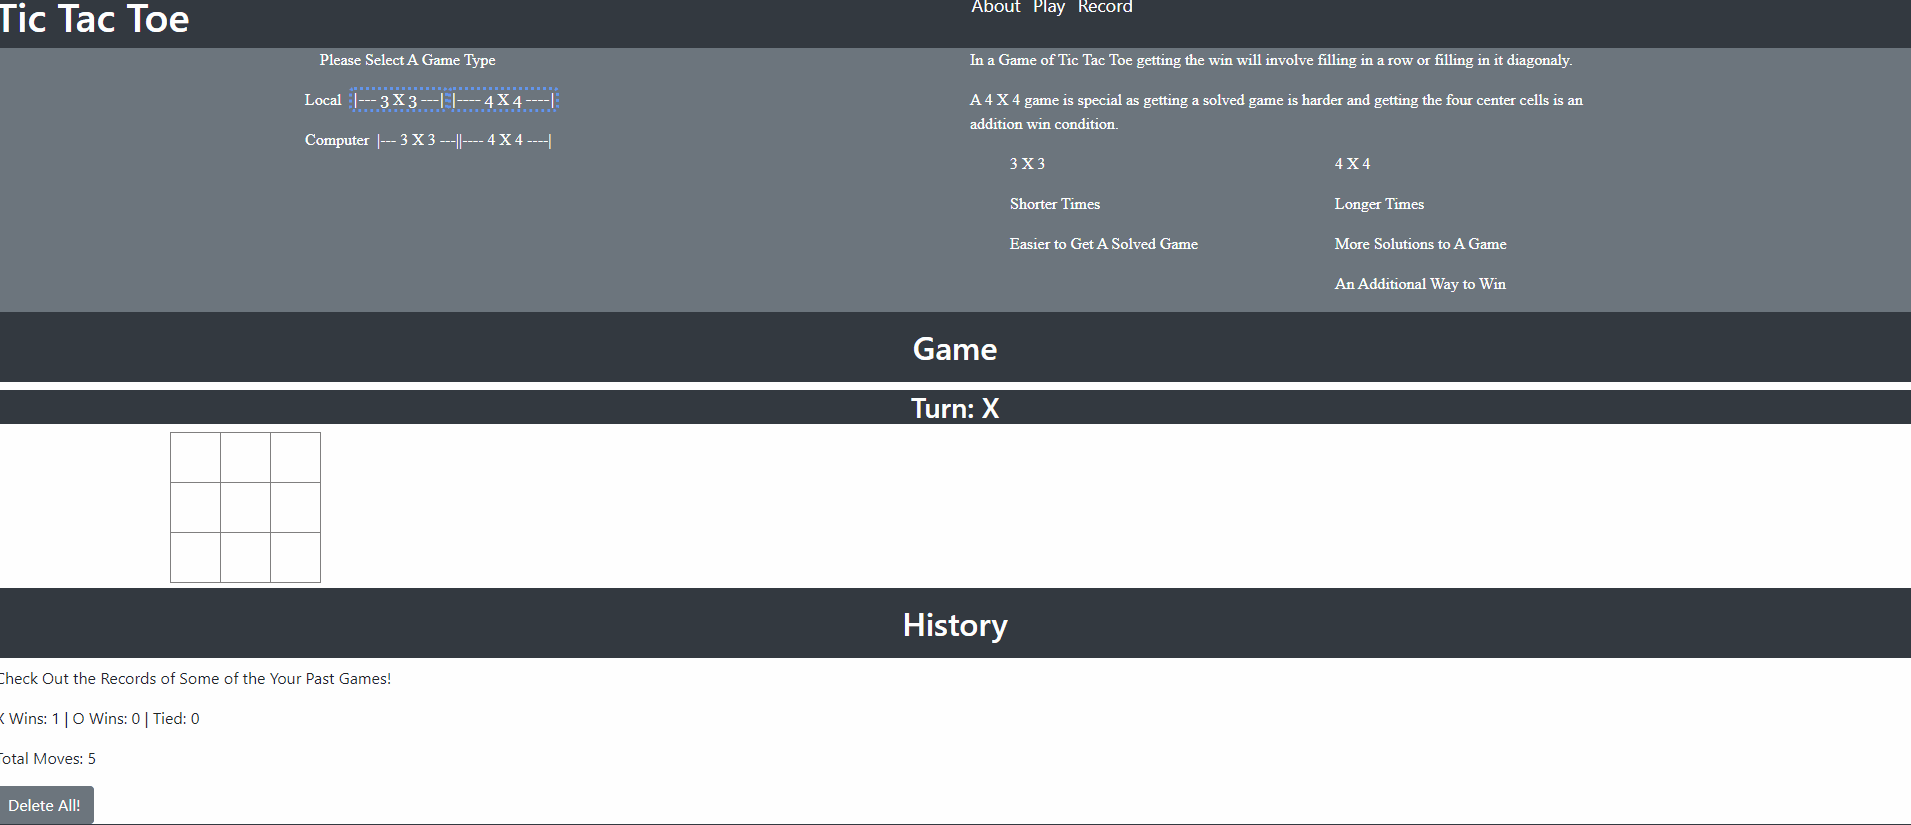 Tic Tac Toe
About Play Record
Please Select A Game Type
Local |--- 3 X 3 ---| |---- 4 X 4 ----|
Computer |--- 3 X 3 ---||---- 4 X 4 ----|
In a Game of Tic Tac Toe getting the win will involve filling in a row or filling in it diagonaly.
A 4 X 4 game is special as getting a solved game is harder and getting the four center cells is an
addition win condition.
3 X 3
Shorter Times
Easier to Get A Solved Game
4 X 4
Longer Times
More Solutions to A Game
An Additional Way to Win
Game
Turn: X
History
Check Out the Records of Some of the Your Past Games!
X Wins: 1 | O Wins: 0 | Tied: 0
Total Moves: 5
Delete All!